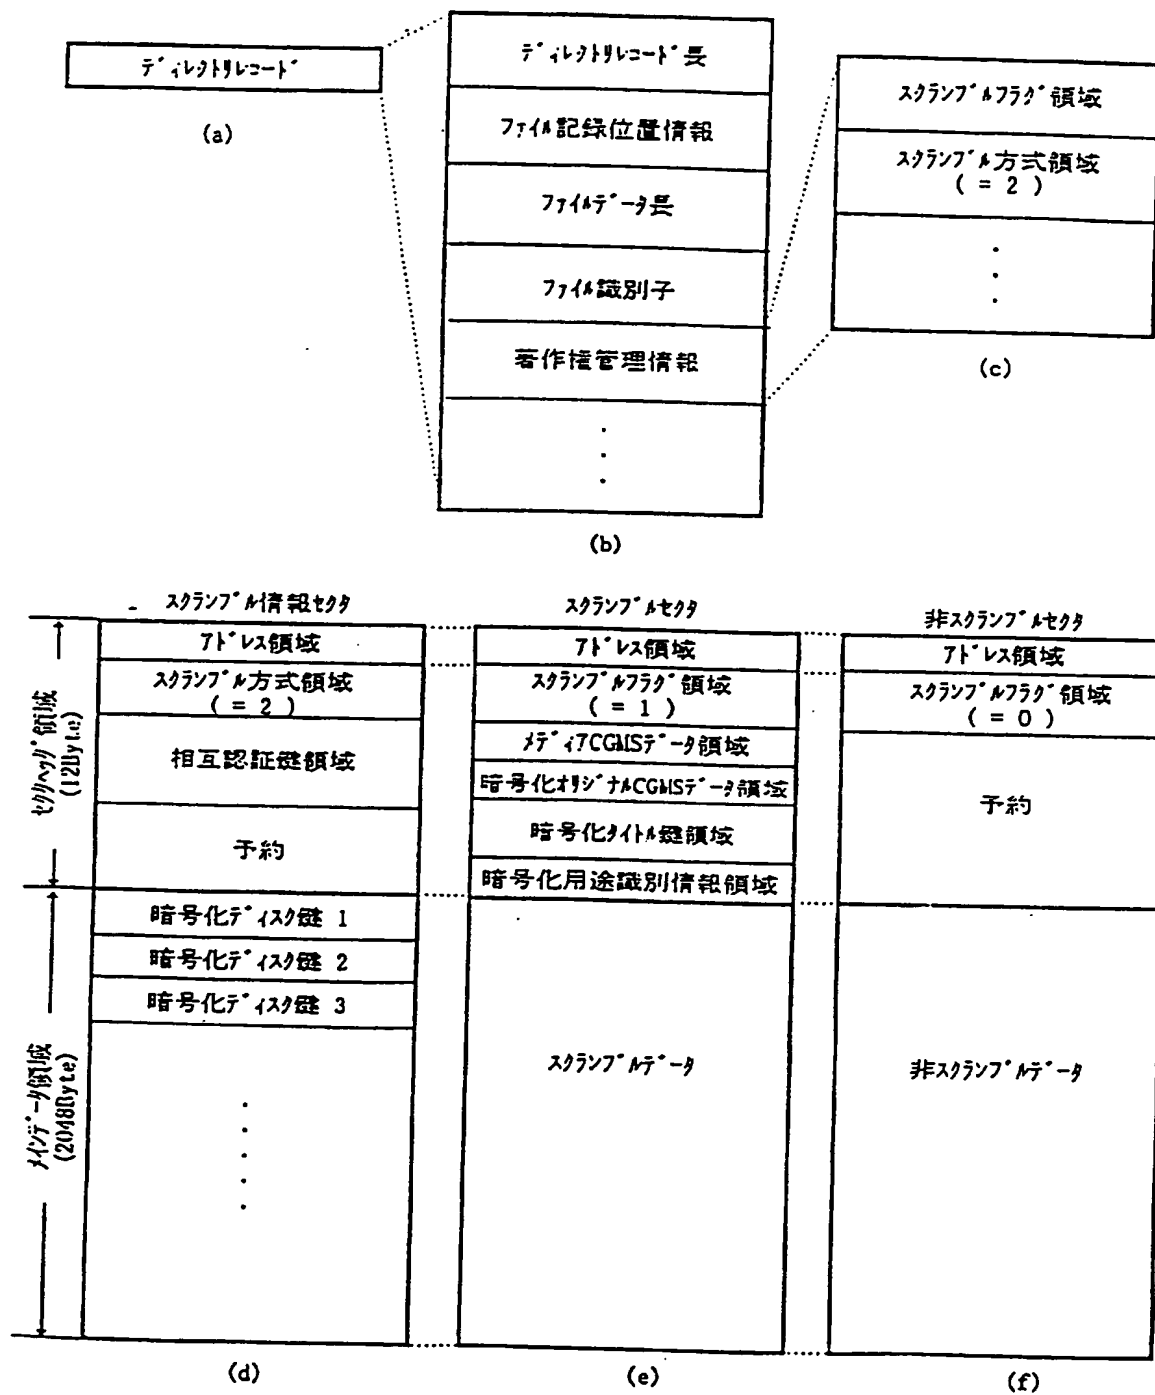 ディレクトリレコード
(a)
ディレクトリレコード長
ファイル記録位置情報
ファイルデータ長
ファイル識別子
著作権管理情報
(b)
スクランブルフラグ領域
スクランブル方式領域
( = 2 )
(c)
スクランブル情報セクタ
アドレス領域
スクランブル方式領域
( = 2 )
相互認証鍵領域
予約
暗号化ディスク鍵 1
暗号化ディスク鍵 2
暗号化ディスク鍵 3
(d)
セクタヘッダ領域
(12Byte)
メインデータ領域
(2048Byte)
スクランブルセクタ
アドレス領域
スクランブルフラグ領域
( = 1 )
メディアCGMSデータ領域
暗号化オリジナルCGMSデータ領域
暗号化タイトル鍵領域
暗号化用途識別情報領域
スクランブルデータ
(e)
非スクランブルセクタ
アドレス領域
スクランブルフラグ領域
( = 0 )
予約
非スクランブルデータ
(f)